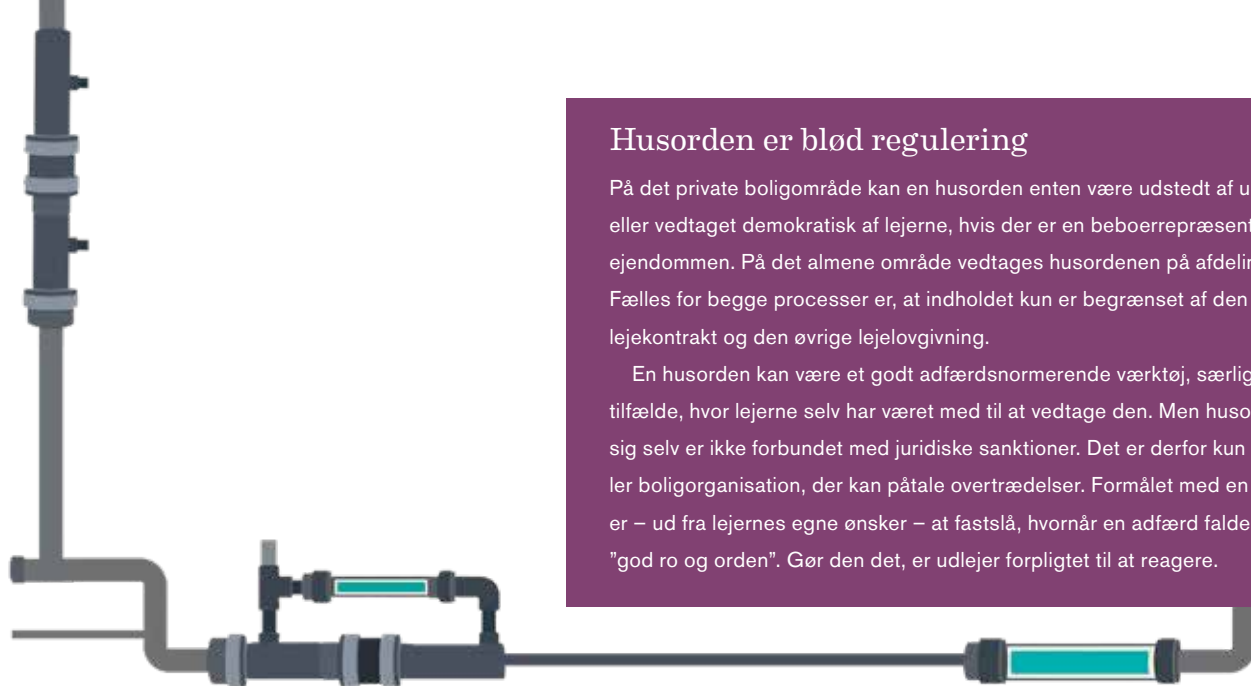 Husorden er blød regulering
På det private boligområde kan en husorden enten være udstedt af
eller vedtaget demokratisk af lejerne, hvis der er en
ejendommen. På det almene område vedtages husordenen på
Fælles for begge processer er, at indholdet kun er begrænset af den
lejekontrakt og den øvrige lejelovgivning.
En husorden kan være et godt adfærdsnormerende værktøj,
tilfælde, hvor lejerne selv har været med til at vedtage den. Men
sig selv er ikke forbundet med juridiske sanktioner. Det er derfor kun
ler boligorganisation, der kan påtale overtrædelser. Formålet med en
er – ud fra lejernes egne ønsker – at fastslå, hvornår en adfærd
"god ro og orden". Gør den det, er udlejer forpligtet til at reagere.